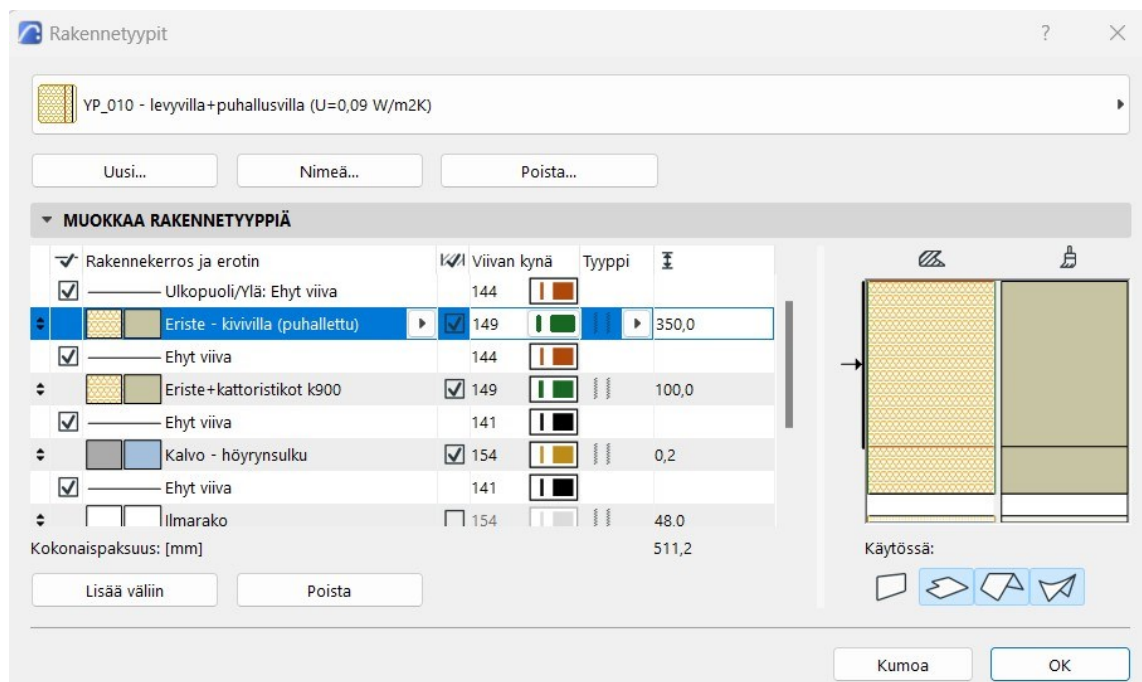 Rakennetyypit ?
YP_010 - levyvilla+puhallusvilla (U=0,09 W/m2K)
Uusi... Nimeä... Poista...
MUOKKAA RAKENNETYYPPIÄ
Rakennekerros ja erotin Viivan kynä Tyyppi
Ulkopuoli/Ylä: Ehyt viiva 144
Eriste - kivivilla (puhallettu) 149 350,0
Ehyt viiva 144
Eriste+kattoristikot k900 149 100,0
Ehyt viiva 141
Kalvo - höyrynsulku 154 0,2
Ehyt viiva 141
Ilmarako 154 48,0
Kokonaispaksuus: [mm] 511,2
Käytössä:
Lisää väliin Poista
Kumoa OK